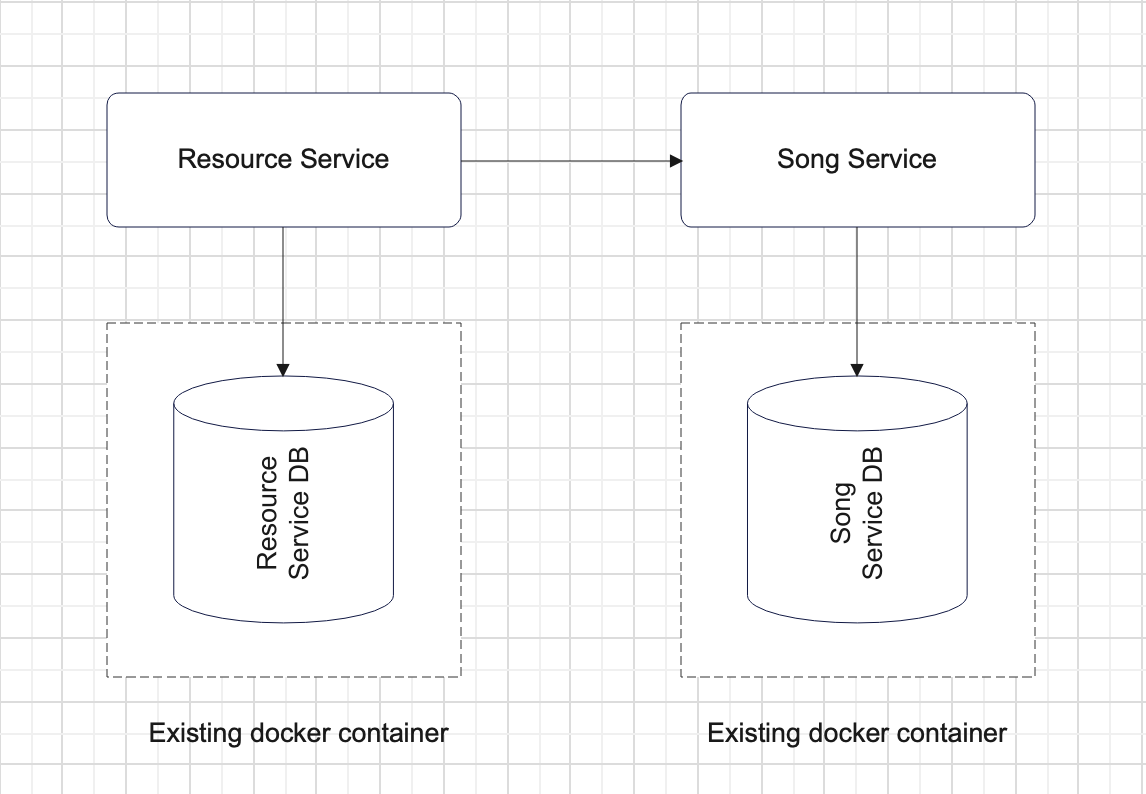 Resource Service
Song Service
Resource
Service DB
Song
Service DB
Existing docker container
Existing docker container